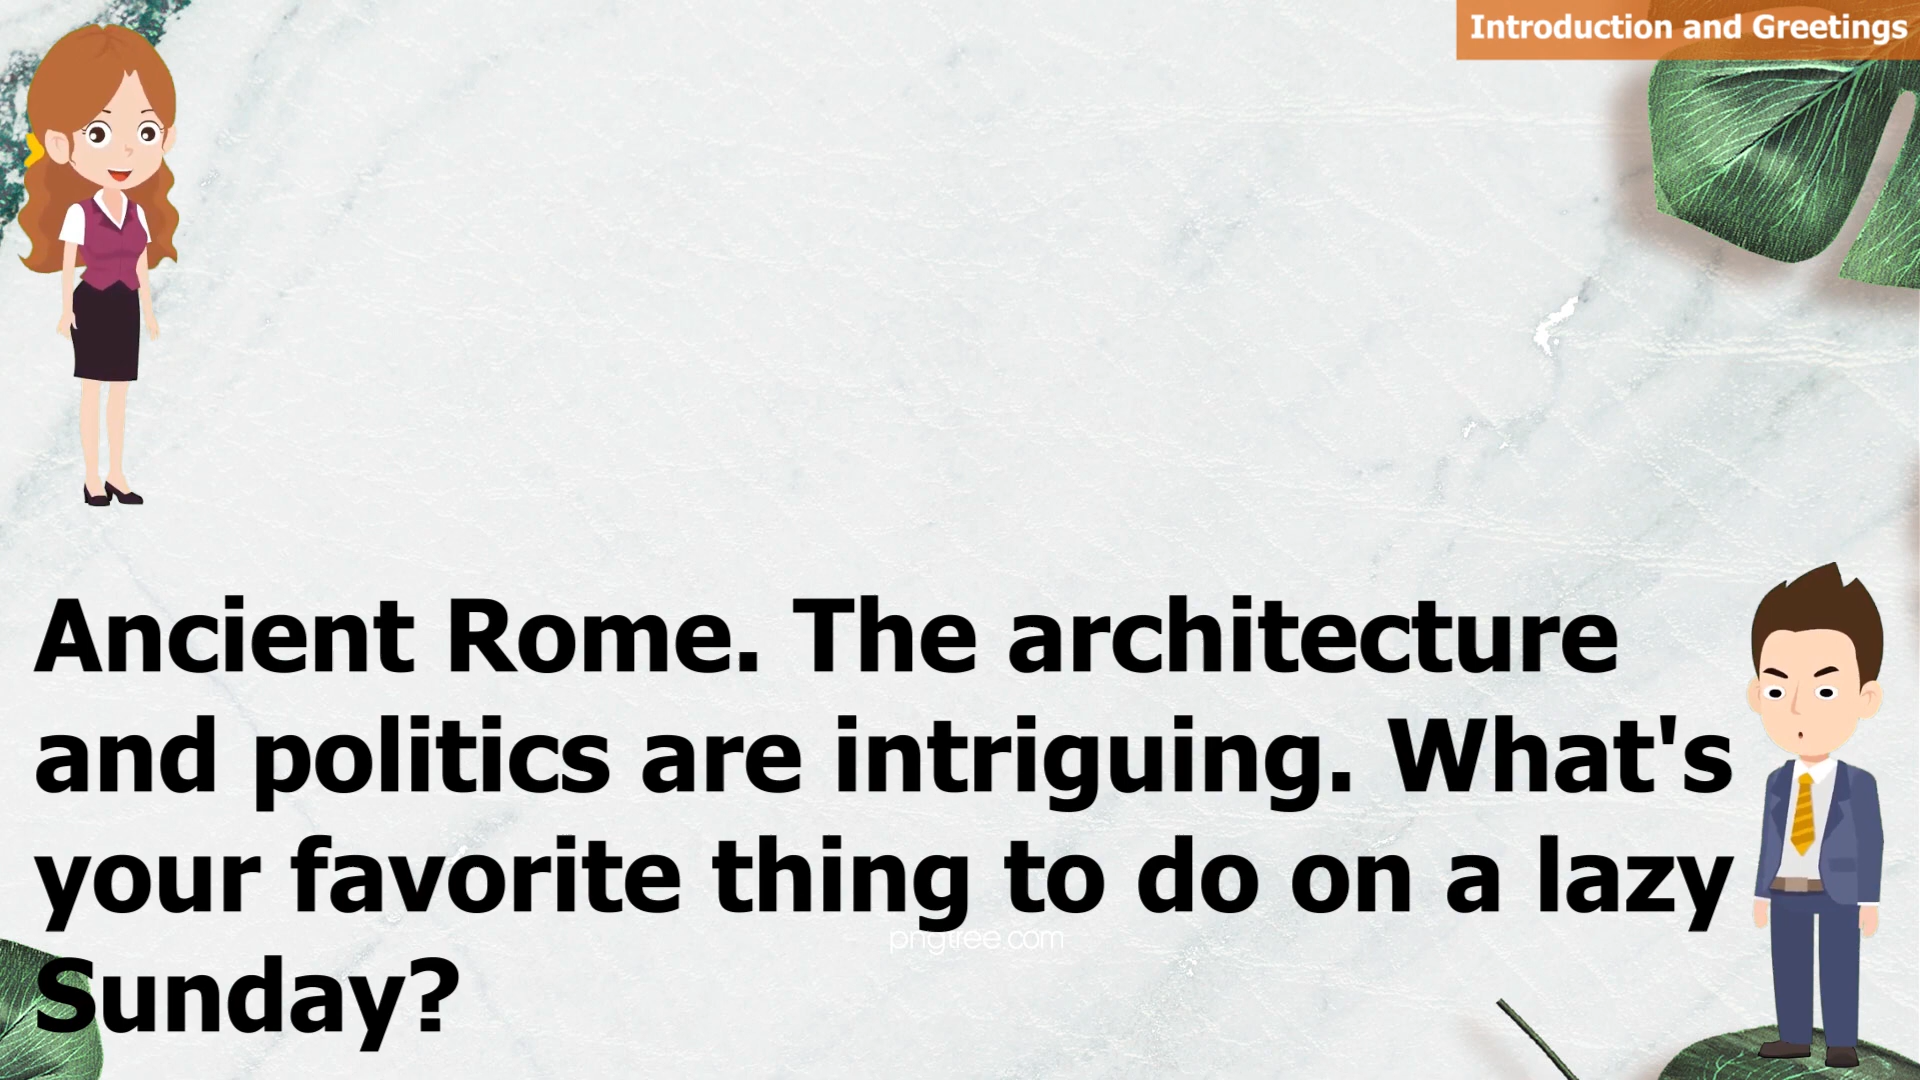 Introduction and Greetings
Ancient Rome. The architecture
and politics are intriguing. What's
your favorite thing to do on a lazy
Sunday?
pngtree.com